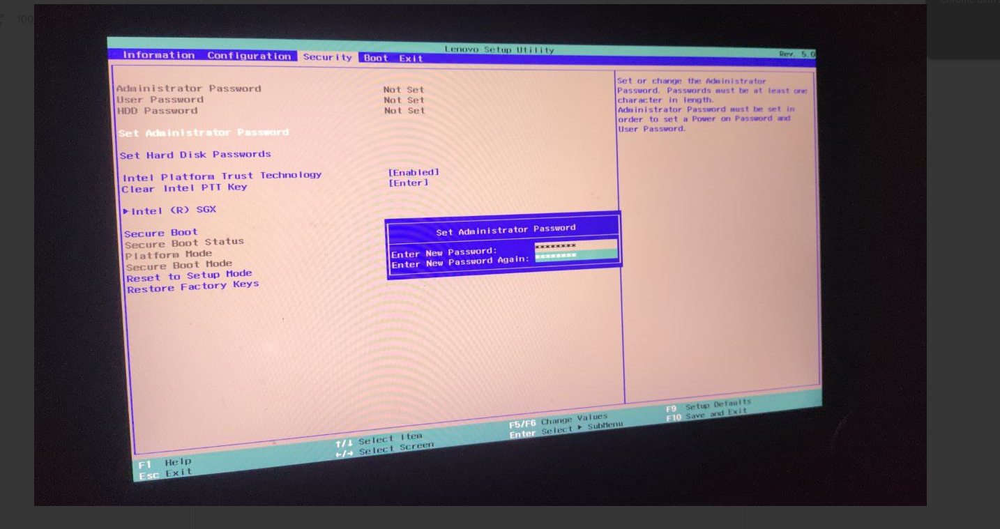 100
Lenovo Setup Utility
Rev. 5.0
Information Configuration Security Boot Exit
Administrator Password Not Set
User Password Not Set
HDD Password Not Set
Set Administrator Password
Set Hard Disk Passwords
Intel Platform Trust Technology [Enabled]
Clear Intel PTT Key [Enter]
▶Intel (R) SGX
Secure Boot
Secure Boot Status
Platform Mode
Secure Boot Mode
Reset to Setup Mode
Restore Factory Keys
Set Administrator Password
Enter New Password: ********
Enter New Password Again: ********
Set or change the Administrator
Password. Passwords must be at least one
character in length.
Administrator Password must be set in
order to set a Power on Password and
User Password.
F1 Help
Esc Exit
↑/↓ Select Item
←/→ Select Screen
F5/F6 Change Values
Enter Select ▶ SubMenu
F9 Setup Defaults
F10 Save and Exit